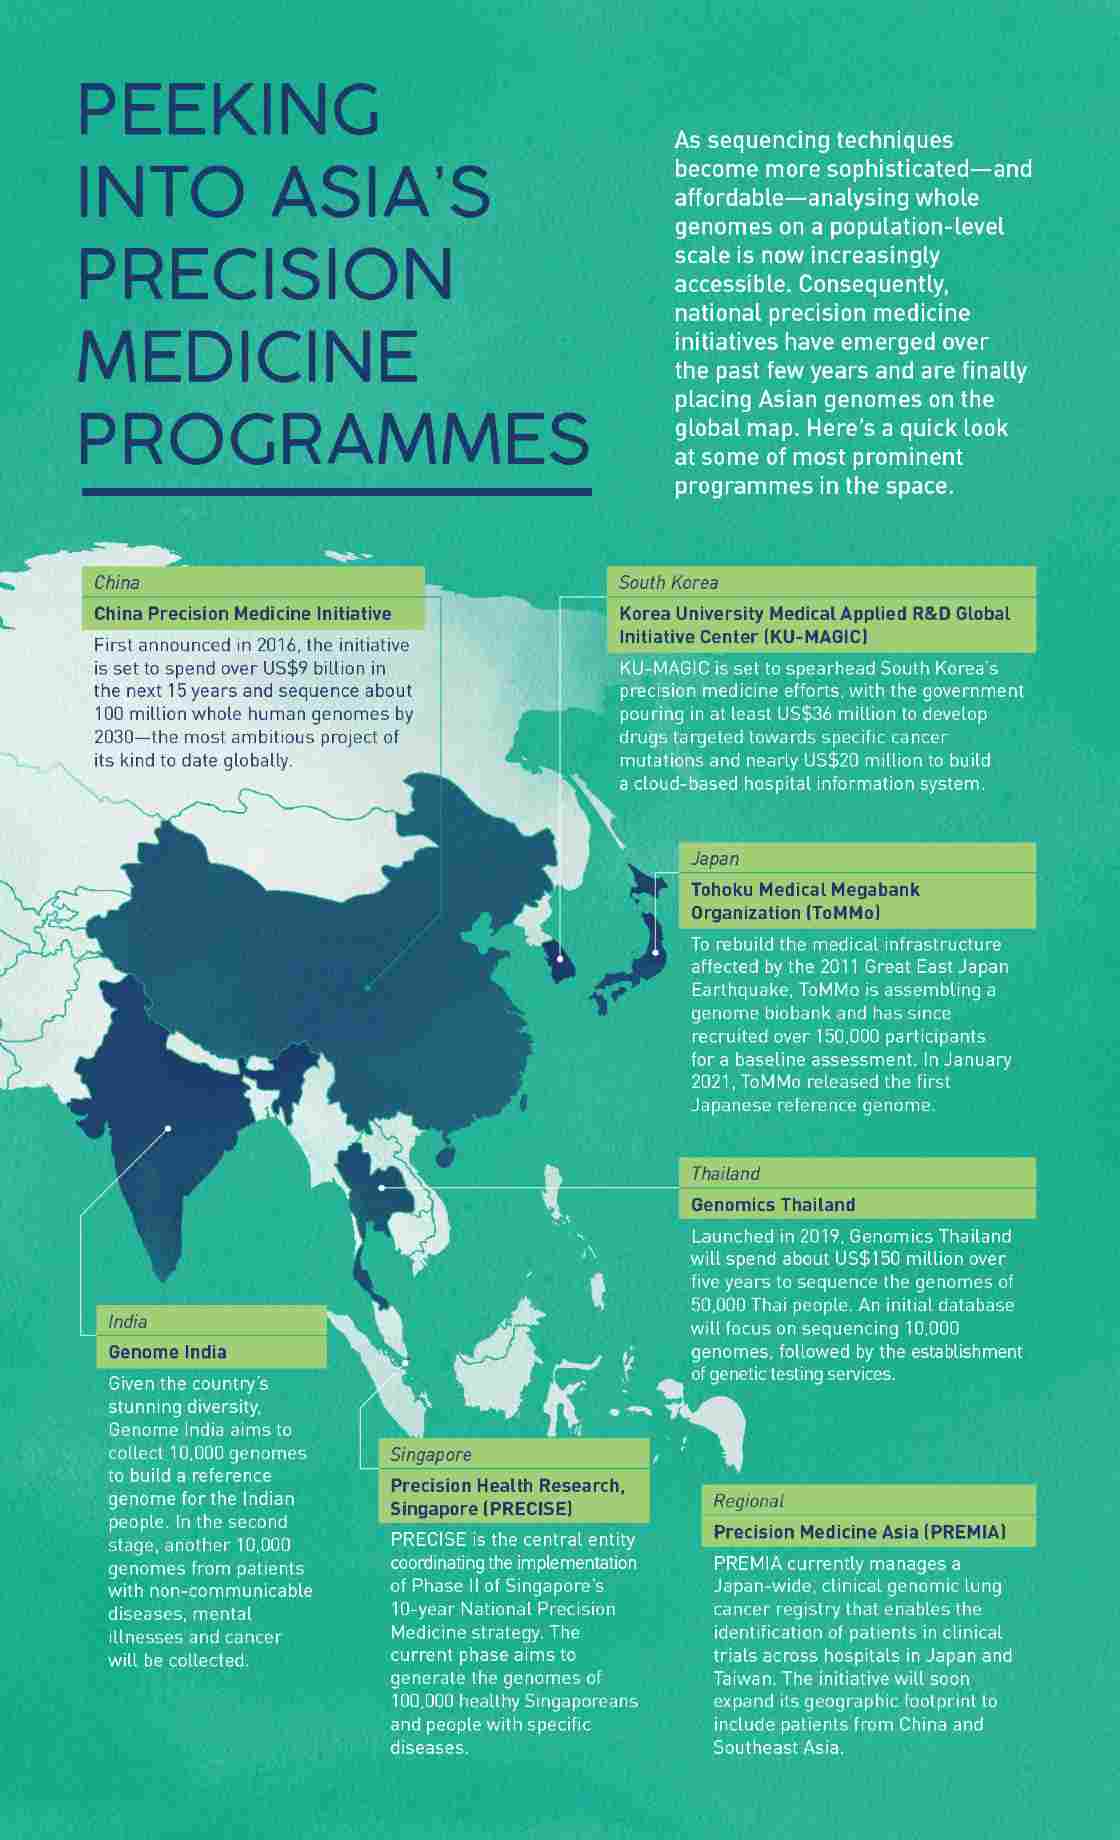 PEEKING
INTO ASIA'S
PRECISION
MEDICINE
PROGRAMMES
As sequencing techniques
become more sophisticated—and
affordable—analysing whole
genomes on a population-level
scale is now increasingly
accessible. Consequently,
national precision medicine
initiatives have emerged over
the past few years and are finally
placing Asian genomes on the
global map. Here's a quick look
at some of most prominent
programmes in the space.
China
China Precision Medicine Initiative
First announced in 2016, the initiative
is set to spend over US$9 billion in
the next 15 years and sequence about
100 million whole human genomes by
2030—the most ambitious project of
its kind to date globally.
South Korea
Korea University Medical Applied R&D Global
Initiative Center (KU-MAGIC)
KU-MAGIC is set to spearhead South Korea's
precision medicine efforts, with the government
pouring in at least US$36 million to develop
drugs targeted towards specific cancer
mutations and nearly US$20 million to build
a cloud-based hospital information system.
Japan
Tohoku Medical Megabank
Organization (ToMMo)
To rebuild the medical infrastructure
affected by the 2011 Great East Japan
Earthquake, ToMMo is assembling a
genome biobank and has since
recruited over 150,000 participants
for a baseline assessment. In January
2021, ToMMo released the first
Japanese reference genome.
Thailand
Genomics Thailand
Launched in 2019, Genomics Thailand
will spend about US$150 million over
five years to sequence the genomes of
50,000 Thai people. An initial database
will focus on sequencing 10,000
genomes, followed by the establishment
of genetic testing services.
India
Genome India
Given the country's
stunning diversity,
Genome India aims to
collect 10,000 genomes
to build a reference
genome for the Indian
people. In the second
stage, another 10,000
genomes from patients
with non-communicable
diseases, mental
illnesses and cancer
will be collected.
Singapore
Precision Health Research,
Singapore (PRECISE)
PRECISE is the central entity
coordinating the implementation
of Phase II of Singapore's
10-year National Precision
Medicine strategy. The
current phase aims to
generate the genomes of
100,000 healthy Singaporeans
and people with specific
diseases.
Regional
Precision Medicine Asia (PREMIA)
PREMIA currently manages a
Japan-wide, clinical genomic lung
cancer registry that enables the
identification of patients in clinical
trials across hospitals in Japan and
Taiwan. The initiative will soon
expand its geographic footprint to
include patients from China and
Southeast Asia.